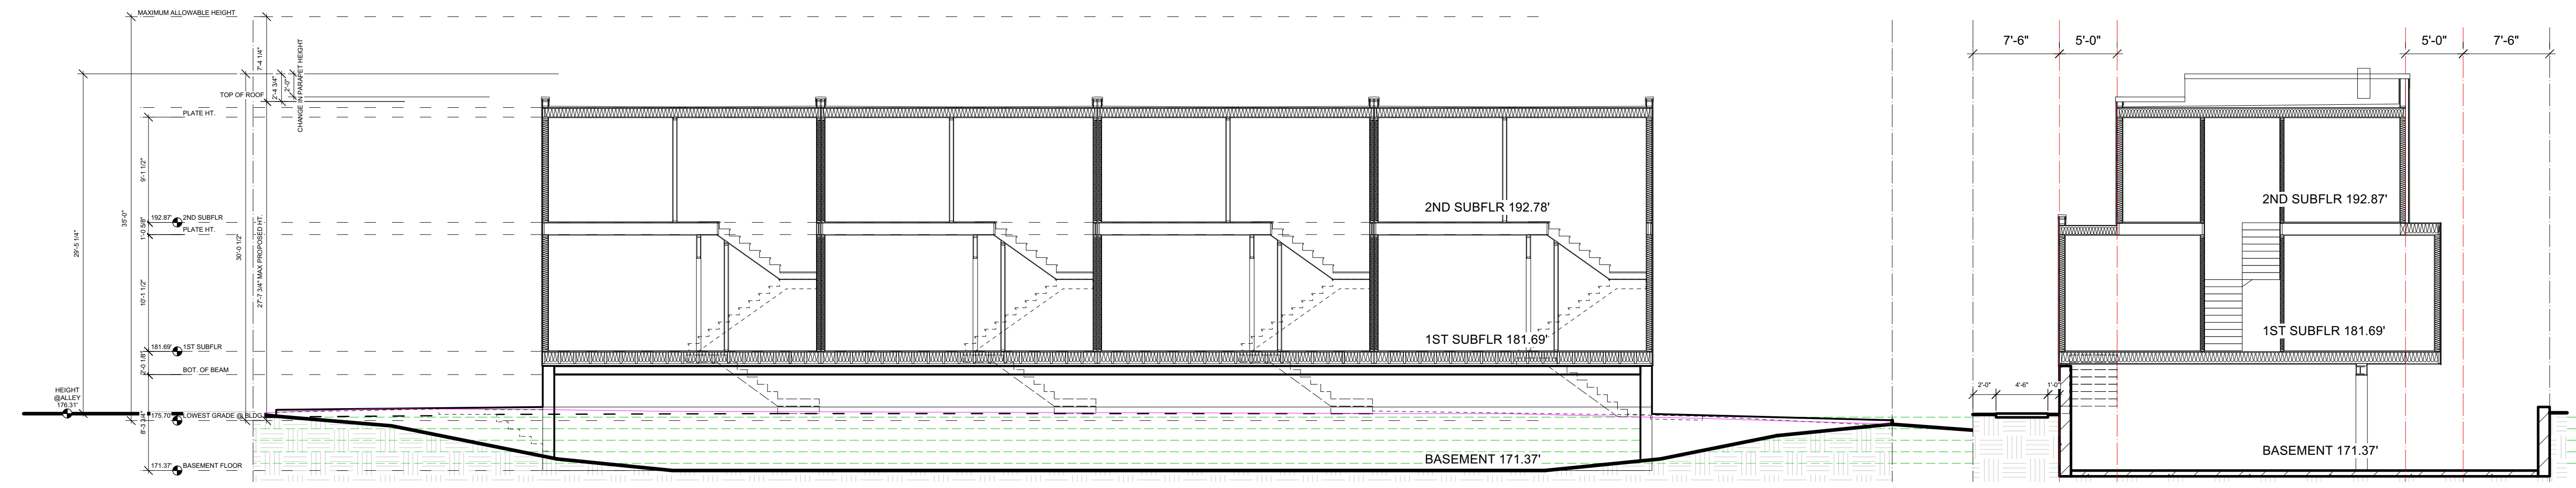 MAXIMUM ALLOWABLE HEIGHT
7'-4 1/4"
2'-4 3/4"
2'-0"
CHANGE IN PARAPET HEIGHT
TOP OF ROOF
PLATE HT.
9'-1 1/2"
35'-0"
29'-5 1/4"
192.87' 2ND SUBFLR
1'-0 5/8"
PLATE HT.
30'-0 1/2"
27'-7 3/4" MAX PROPOSED HT.
10'-1 1/2"
181.69' 1ST SUBFLR
2'-0 1/8"
BOT. OF BEAM
HEIGHT
@ALLEY
176.31'
175.70' LOWEST GRADE @ BLDG.
8'-3 3/4"
171.37' BASEMENT FLOOR
2ND SUBFLR 192.78'
1ST SUBFLR 181.69'
BASEMENT 171.37'
7'-6"
5'-0"
5'-0"
7'-6"
2ND SUBFLR 192.87'
1ST SUBFLR 181.69'
2'-0"
4'-6"
1'-0"
BASEMENT 171.37'